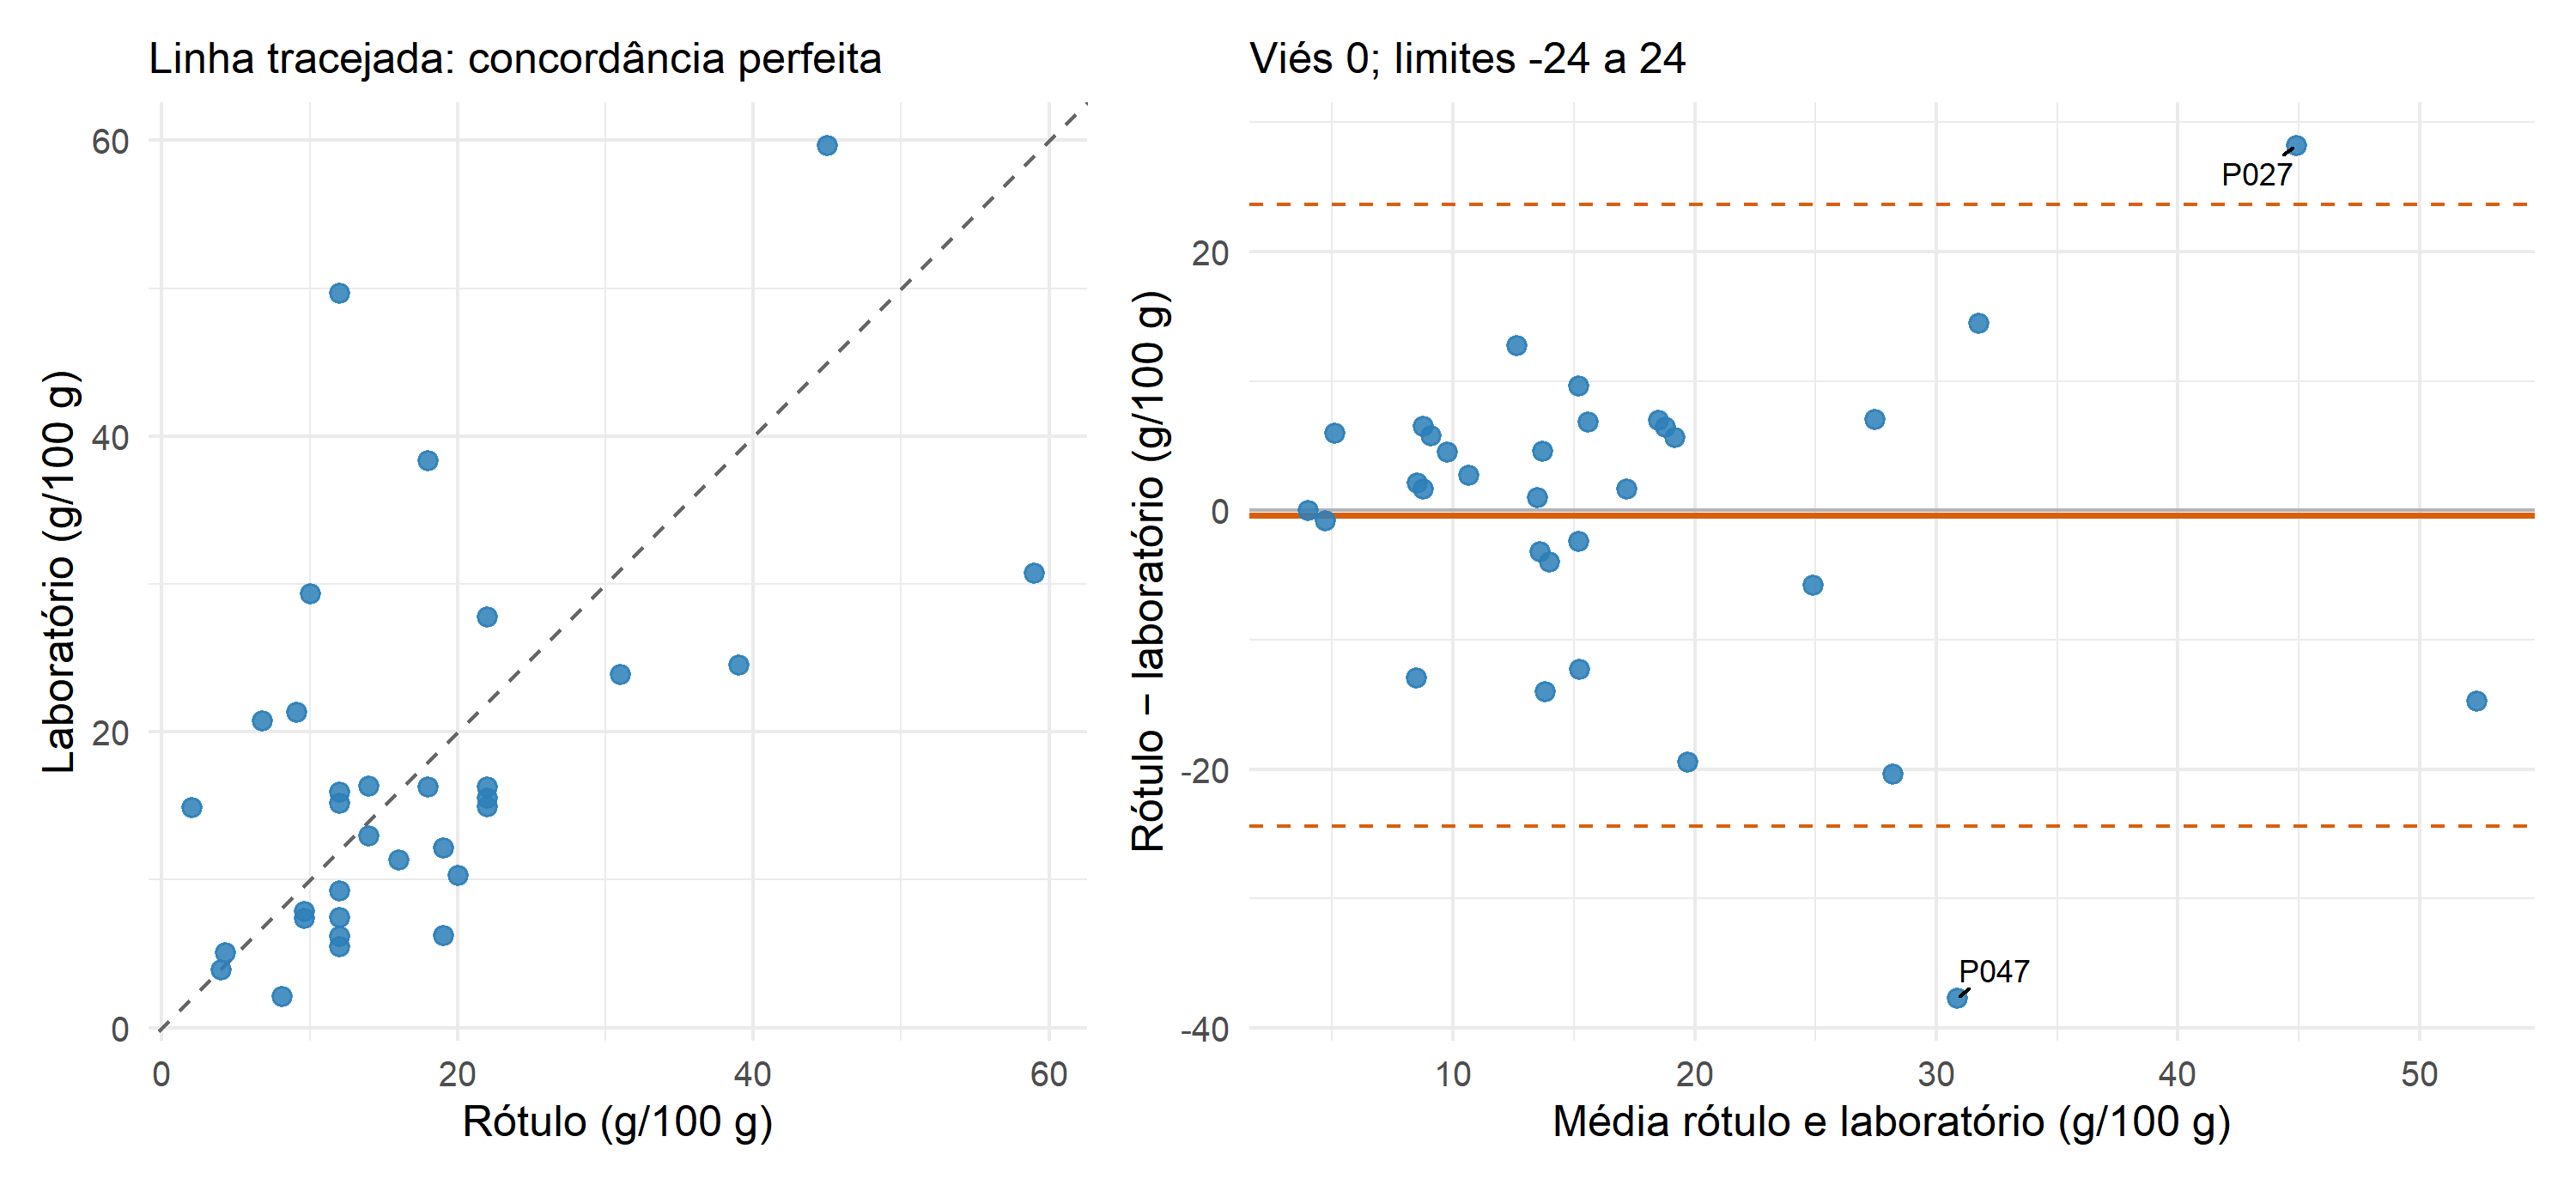 Linha tracejada: concordância perfeita
Laboratório (g/100 g)
60
40
20
0
0 20 40 60
Rótulo (g/100 g)
Viés 0; limites -24 a 24
Rótulo − laboratório (g/100 g)
20
0
-20
-40
P027
P047
10 20 30 40 50
Média rótulo e laboratório (g/100 g)